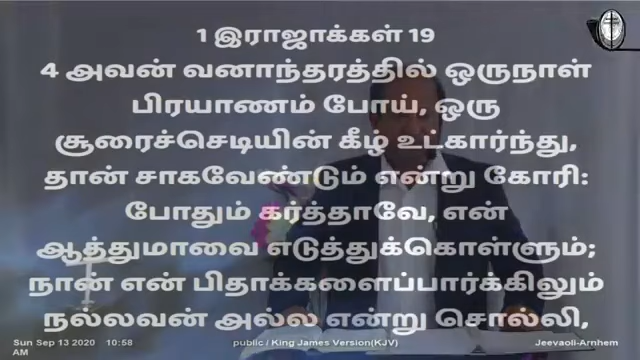 1 இராஜாக்கள் 19
4 அவன் வனாந்தரத்தில் ஒருநாள்
பிரயாணம் போய், ஒரு
சூரைச்செடியின் கீழ் உட்கார்ந்து,
தான் சாகவேண்டும் என்று கோரி:
போதும் கர்த்தாவே, என்
ஆத்துமாவை எடுத்துக்கொள்ளும்;
நான் என் பிதாக்களைப்பார்க்கிலும்
நல்லவன் அல்ல என்று சொல்லி,
Sun Sep 13 2020 10:58 AM
public / King James Version(KJV)
Jeevaoli-Arnhem